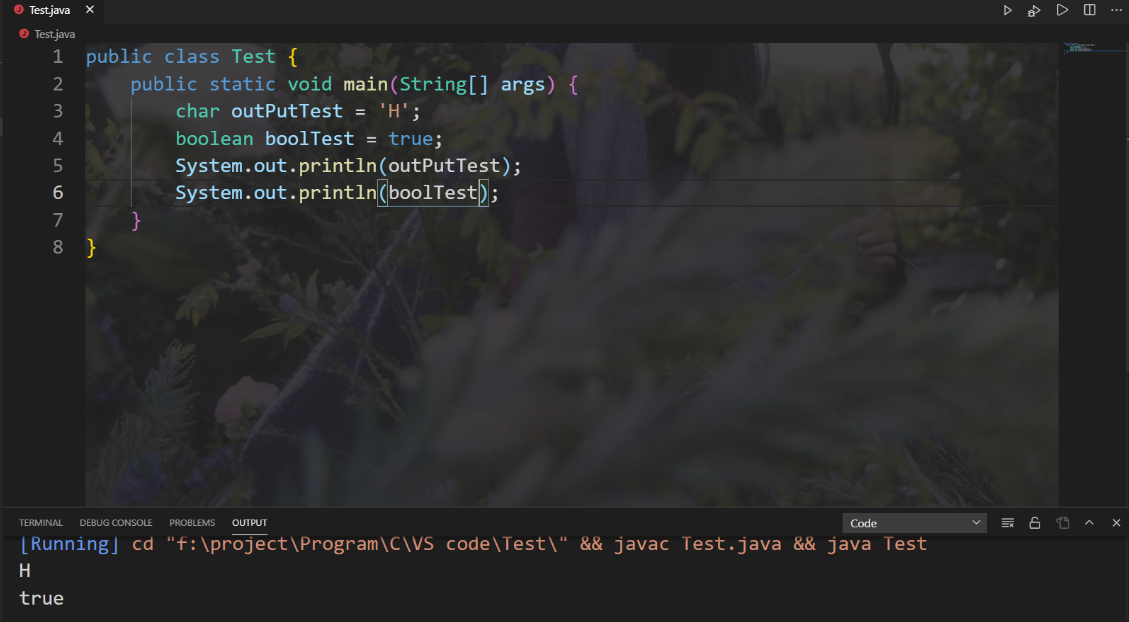 Test.java
Test.java
1 public class Test {
2     public static void main(String[] args) {
3         char outPutTest = 'H';
4         boolean boolTest = true;
5         System.out.println(outPutTest);
6         System.out.println(boolTest);
7     }
8 }
TERMINAL DEBUG CONSOLE PROBLEMS OUTPUT Code
[Running] cd "f:\project\Program\C\VS code\Test\" && javac Test.java && java Test
H
true